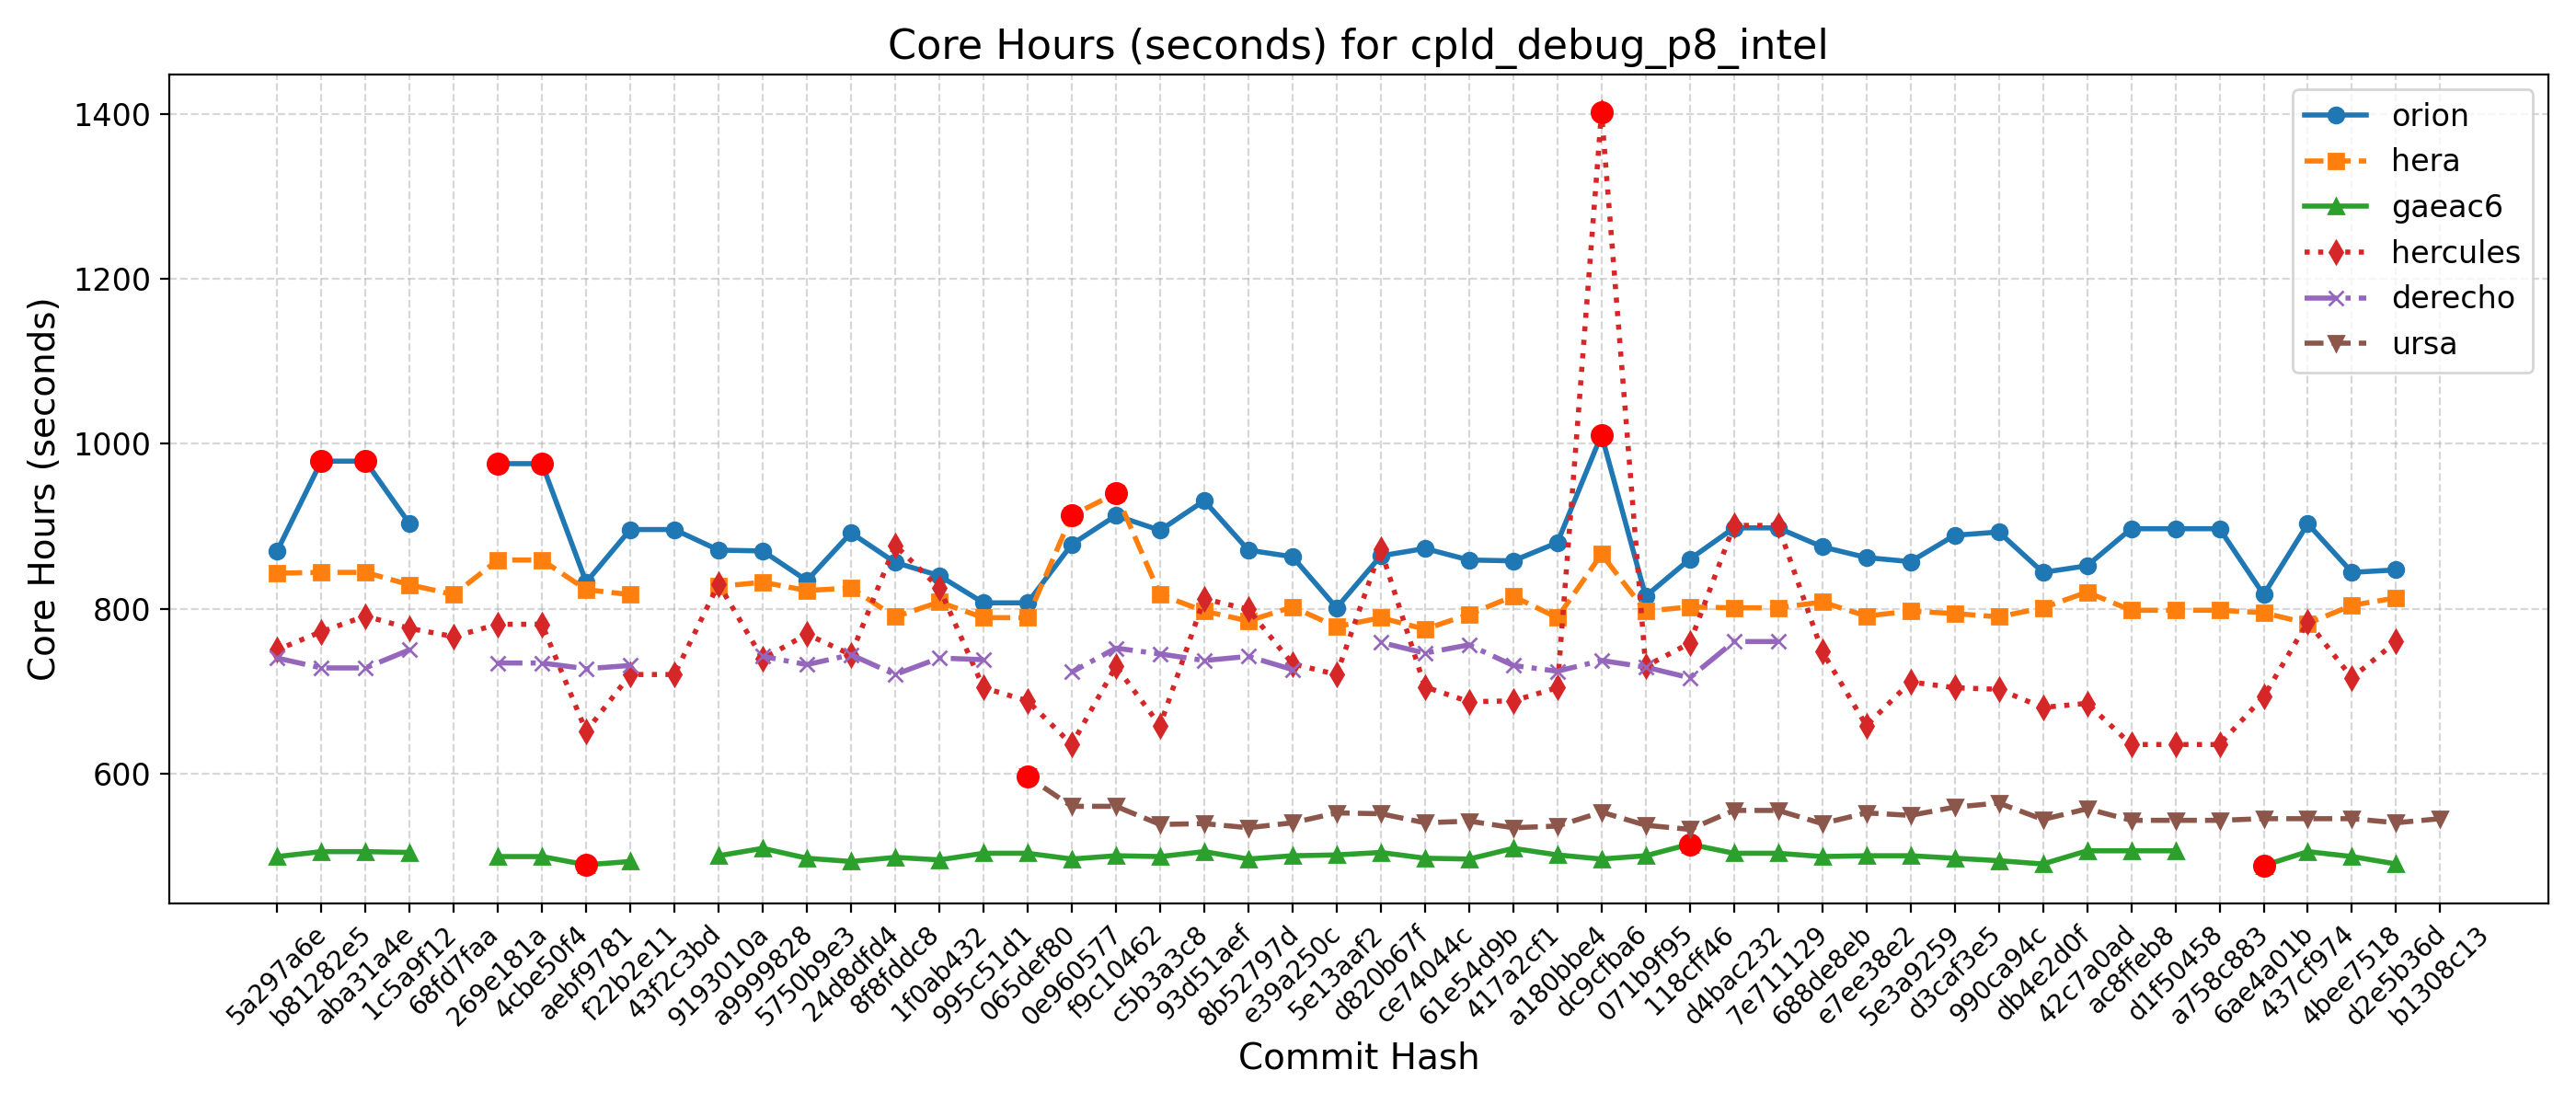 Core Hours (seconds) for cpld_debug_p8_intel
Core Hours (seconds)
1400
1200
1000
800
600
orion
hera
gaeac6
hercules
derecho
ursa
5a297a6e
b81282e5
aba31a4e
1c5a9f12
68fd7faa
269e181a
4cbe50f4
aebf9781
f22b2e11
43f2c3bd
9193010a
a9999828
5750b9e3
24d8dfd4
8f8fddc8
1f0ab432
995c51d1
065def80
0e960577
f9c10462
c5b3a3c8
93d51aef
8b52797d
e39a250c
5e13aaf2
d820b67f
ce74044c
61e54d9b
417a2cf1
a180bbe4
dc9cfba6
071b9f95
118cff46
d4bac232
7e711129
688de8eb
e7ee38e2
5e3a9259
d3caf3e5
990ca94c
db4e2d0f
42c7a0ad
ac8ffeb8
d1f50458
a758c883
6ae4a01b
437cf974
4bee7518
d2e5b36d
b1308c13
Commit Hash